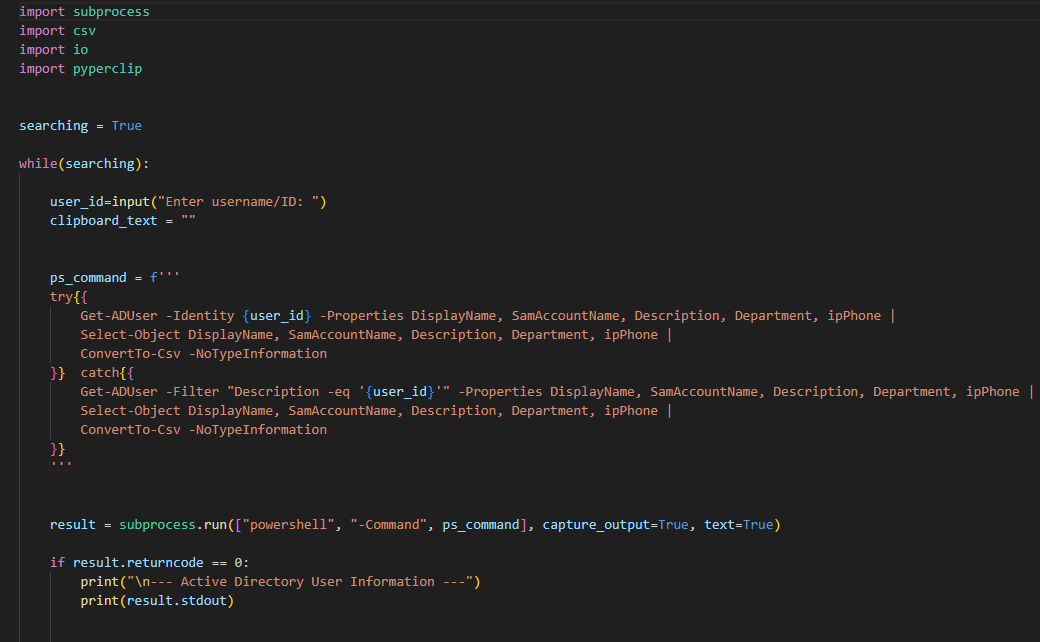 import subprocess
import csv
import io
import pyperclip
searching = True
while(searching):
user_id=input("Enter username/ID: ")
clipboard_text = ""
ps_command = f'''
try{{
Get-ADUser -Identity {user_id} -Properties DisplayName, SamAccountName, Description, Department, ipPhone |
Select-Object DisplayName, SamAccountName, Description, Department, ipPhone |
ConvertTo-Csv -NoTypeInformation
}}  catch{{
Get-ADUser -Filter "Description -eq '{user_id}'" -Properties DisplayName, SamAccountName, Description, Department, ipPhone |
Select-Object DisplayName, SamAccountName, Description, Department, ipPhone |
ConvertTo-Csv -NoTypeInformation
}}
'''
result = subprocess.run(["powershell", "-Command", ps_command], capture_output=True, text=True)
if result.returncode == 0:
print("\n--- Active Directory User Information ---")
print(result.stdout)